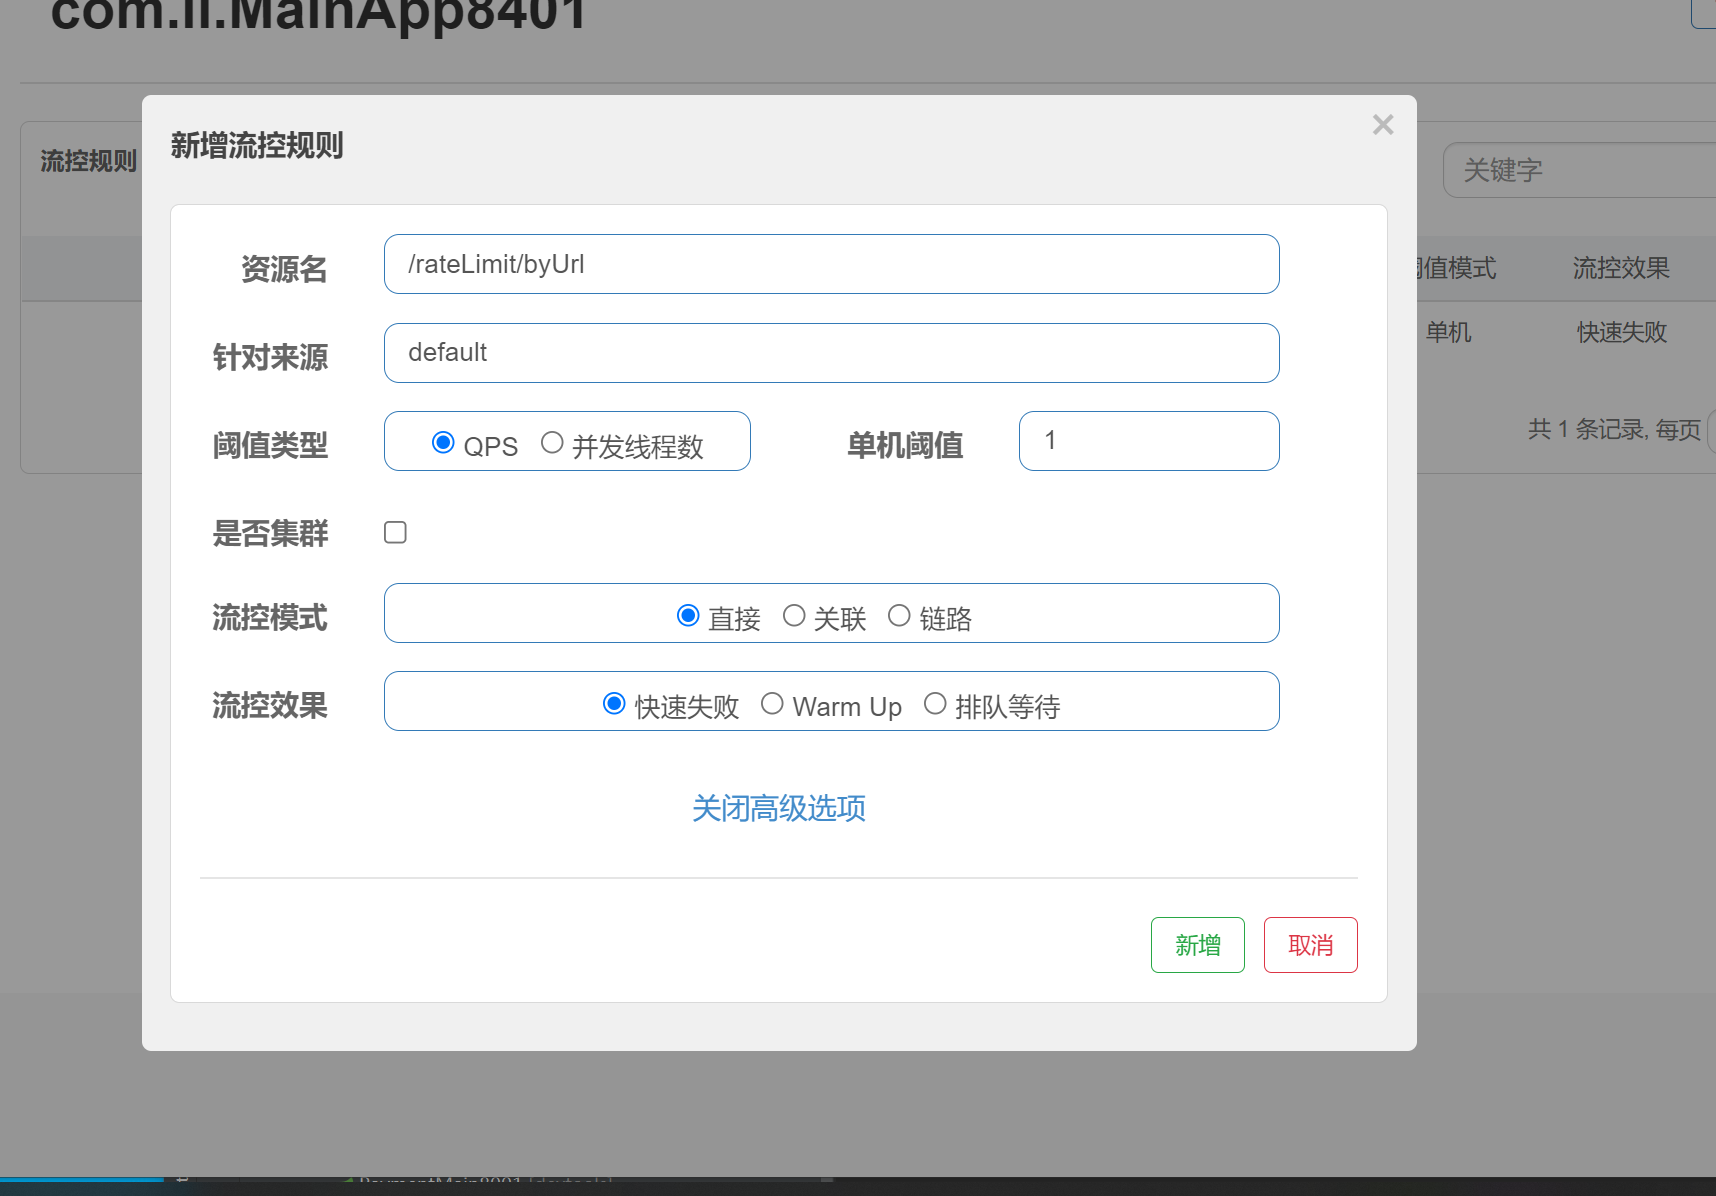 com.ll.MainApp8401
新增流控规则
流控规则
关键字
资源名 /rateLimit/byUrl
值模式 流控效果
针对来源 default
单机 快速失败
阈值类型 QPS 并发线程数 单机阈值 1
共 1 条记录, 每页
是否集群
流控模式 直接 关联 链路
流控效果 快速失败 Warm Up 排队等待
关闭高级选项
新增 取消